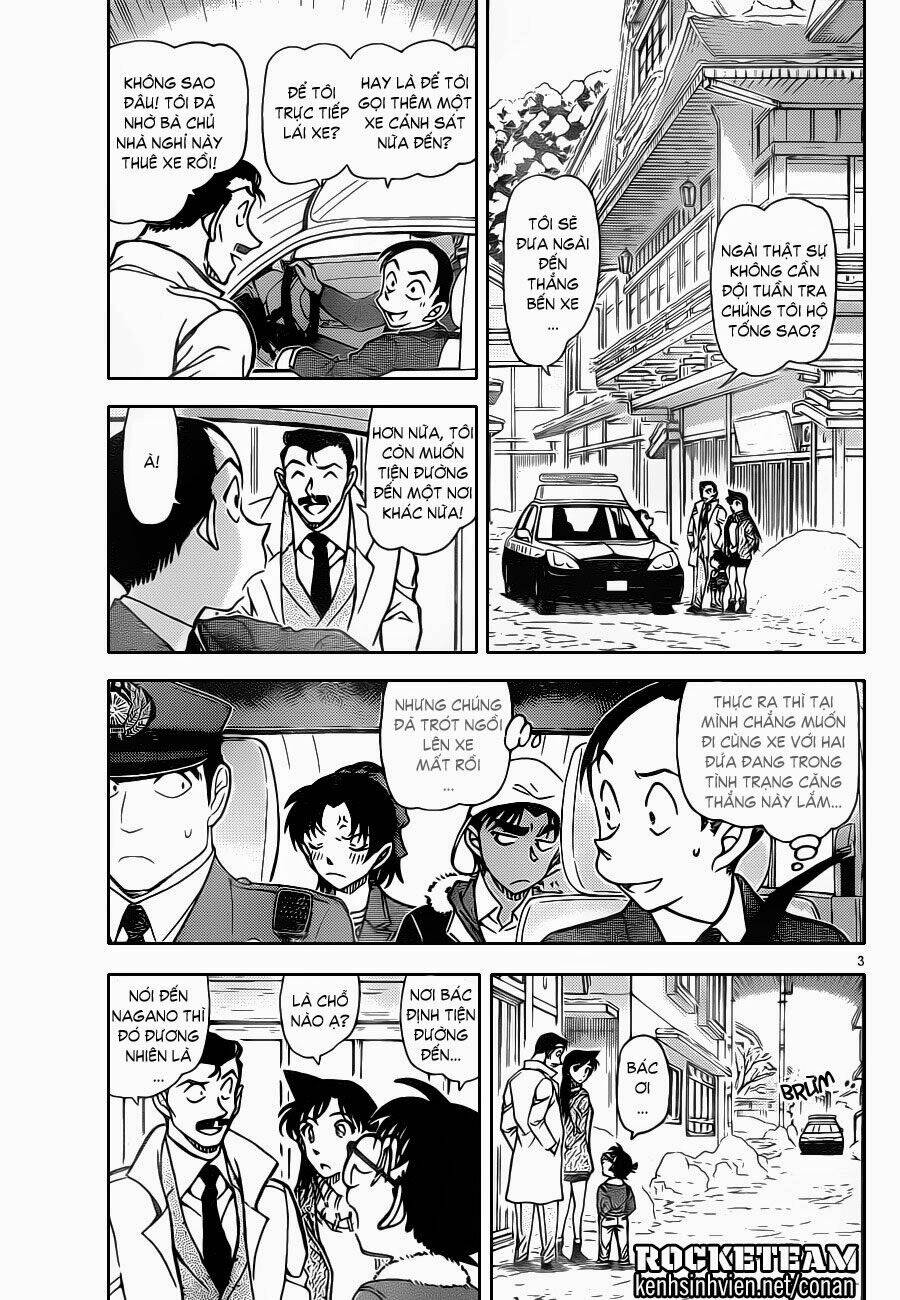 NGÀI THẬT SỰ
KHÔNG CẦN
ĐỘI TUẦN TRA
CHÚNG TÔI HỘ
TỐNG SAO?
TÔI SẼ
ĐƯA NGÀI
ĐẾN
THẲNG
BẾN XE
...
HAY LÀ ĐỂ TÔI
GỌI THÊM MỘT
XE CẢNH SÁT
NỮA ĐẾN?
ĐỂ TÔI
TRỰC TIẾP
LÁI XE?
KHÔNG SAO
ĐÂU! TÔI ĐÃ
NHỜ BÀ CHỦ
NHÀ NGHỈ NÀY
THUÊ XE RỒI!
HƠN NỮA, TÔI
CÒN MUỐN
TIỆN ĐƯỜNG
ĐẾN MỘT NƠI
KHÁC NỮA!
À!
THỰC RA THÌ TẠI
MÌNH CHẲNG MUỐN
ĐI CÙNG XE VỚI HAI
ĐỨA ĐANG TRONG
TÌNH TRẠNG CĂNG
THẲNG NÀY LẮM...
NHƯNG CHÚNG
ĐÃ TRÓT NGỒI
LÊN XE
MẤT RỒI
...
3
BRỪM
BÁC
ƠI
...
NƠI BÁC
ĐỊNH TIỆN
ĐƯỜNG
ĐẾN...
LÀ CHỖ
NÀO Ạ?
NÓI ĐẾN
NAGANO THÌ
ĐÓ ĐƯƠNG
NHIÊN LÀ
...
ROCKETEAM
kenhsinhvien.net/conan